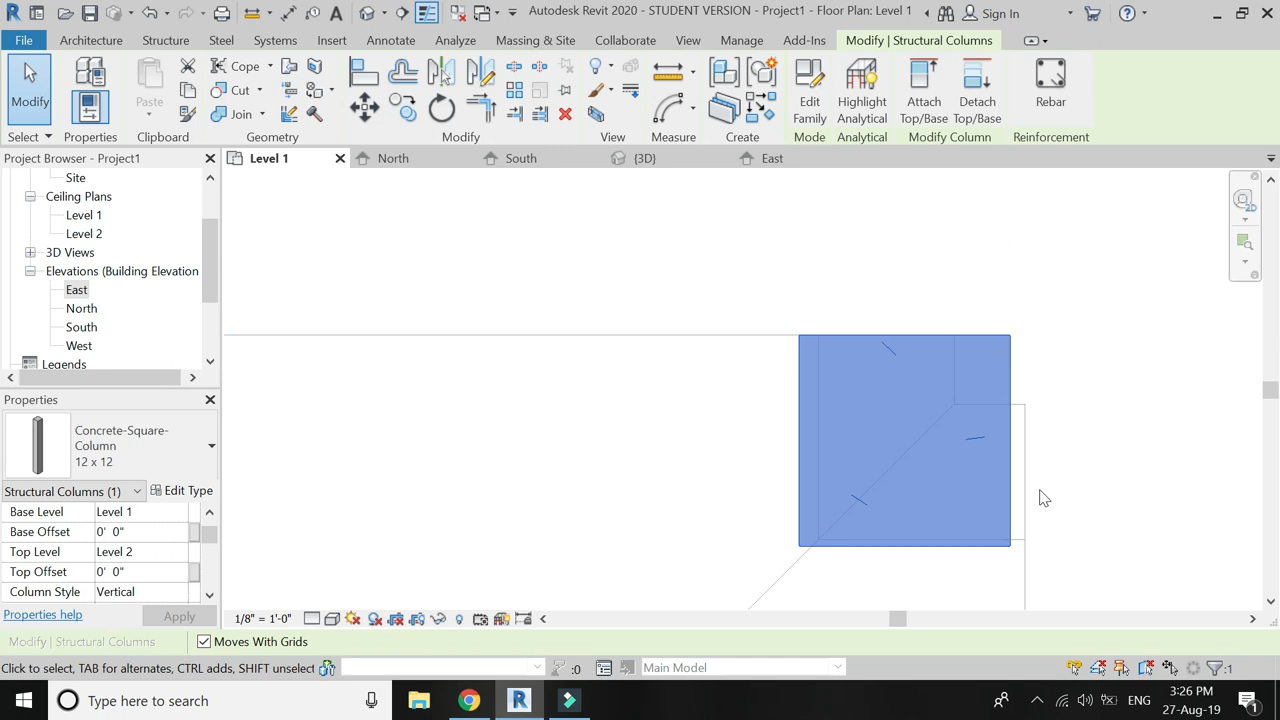 Autodesk Revit 2020 - STUDENT VERSION - Project1 - Floor Plan: Level 1
Sign In
File Architecture Structure Steel Systems Insert Annotate Analyze Massing & Site Collaborate View Manage Add-Ins Modify | Structural Columns
Modify
Paste
Cope
Cut
Join
Edit Family
Highlight Analytical
Attach Top/Base
Detach Top/Base
Rebar
Select Properties Clipboard Geometry Modify View Measure Create Mode Analytical Modify Column Reinforcement
Project Browser - Project1
Level 1 North South {3D} East
Site
Ceiling Plans
Level 1
Level 2
3D Views
Elevations (Building Elevation
East
North
South
West
Legends
Properties
Concrete-Square-
Column
12 x 12
Structural Columns (1) Edit Type
Base Level Level 1
Base Offset 0' 0"
Top Level Level 2
Top Offset 0' 0"
Column Style Vertical
Properties help Apply
1/8" = 1'-0"
Modify | Structural Columns Moves With Grids
Click to select, TAB for alternates, CTRL adds, SHIFT unselect :0 Main Model :1
Type here to search
ENG
3:26 PM
27-Aug-19
1
2D